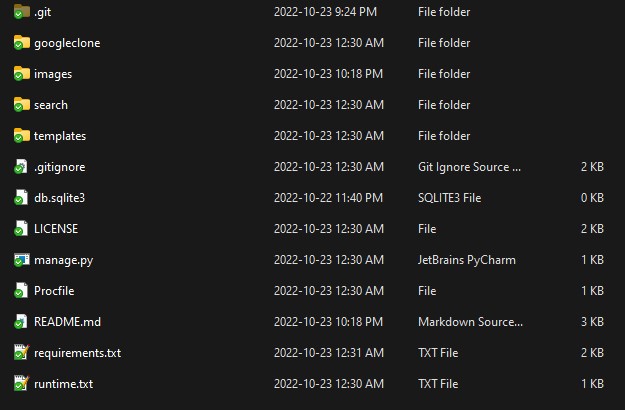 .git 2022-10-23 9:24 PM File folder
googleclone 2022-10-23 12:30 AM File folder
images 2022-10-23 10:18 PM File folder
search 2022-10-23 12:30 AM File folder
templates 2022-10-23 12:30 AM File folder
.gitignore 2022-10-23 12:30 AM Git Ignore Source ... 2 KB
db.sqlite3 2022-10-22 11:40 PM SQLITE3 File 0 KB
LICENSE 2022-10-23 12:30 AM File 2 KB
manage.py 2022-10-23 12:30 AM JetBrains PyCharm 1 KB
Procfile 2022-10-23 12:30 AM File 1 KB
README.md 2022-10-23 10:18 PM Markdown Source... 3 KB
requirements.txt 2022-10-23 12:31 AM TXT File 2 KB
runtime.txt 2022-10-23 12:30 AM TXT File 1 KB